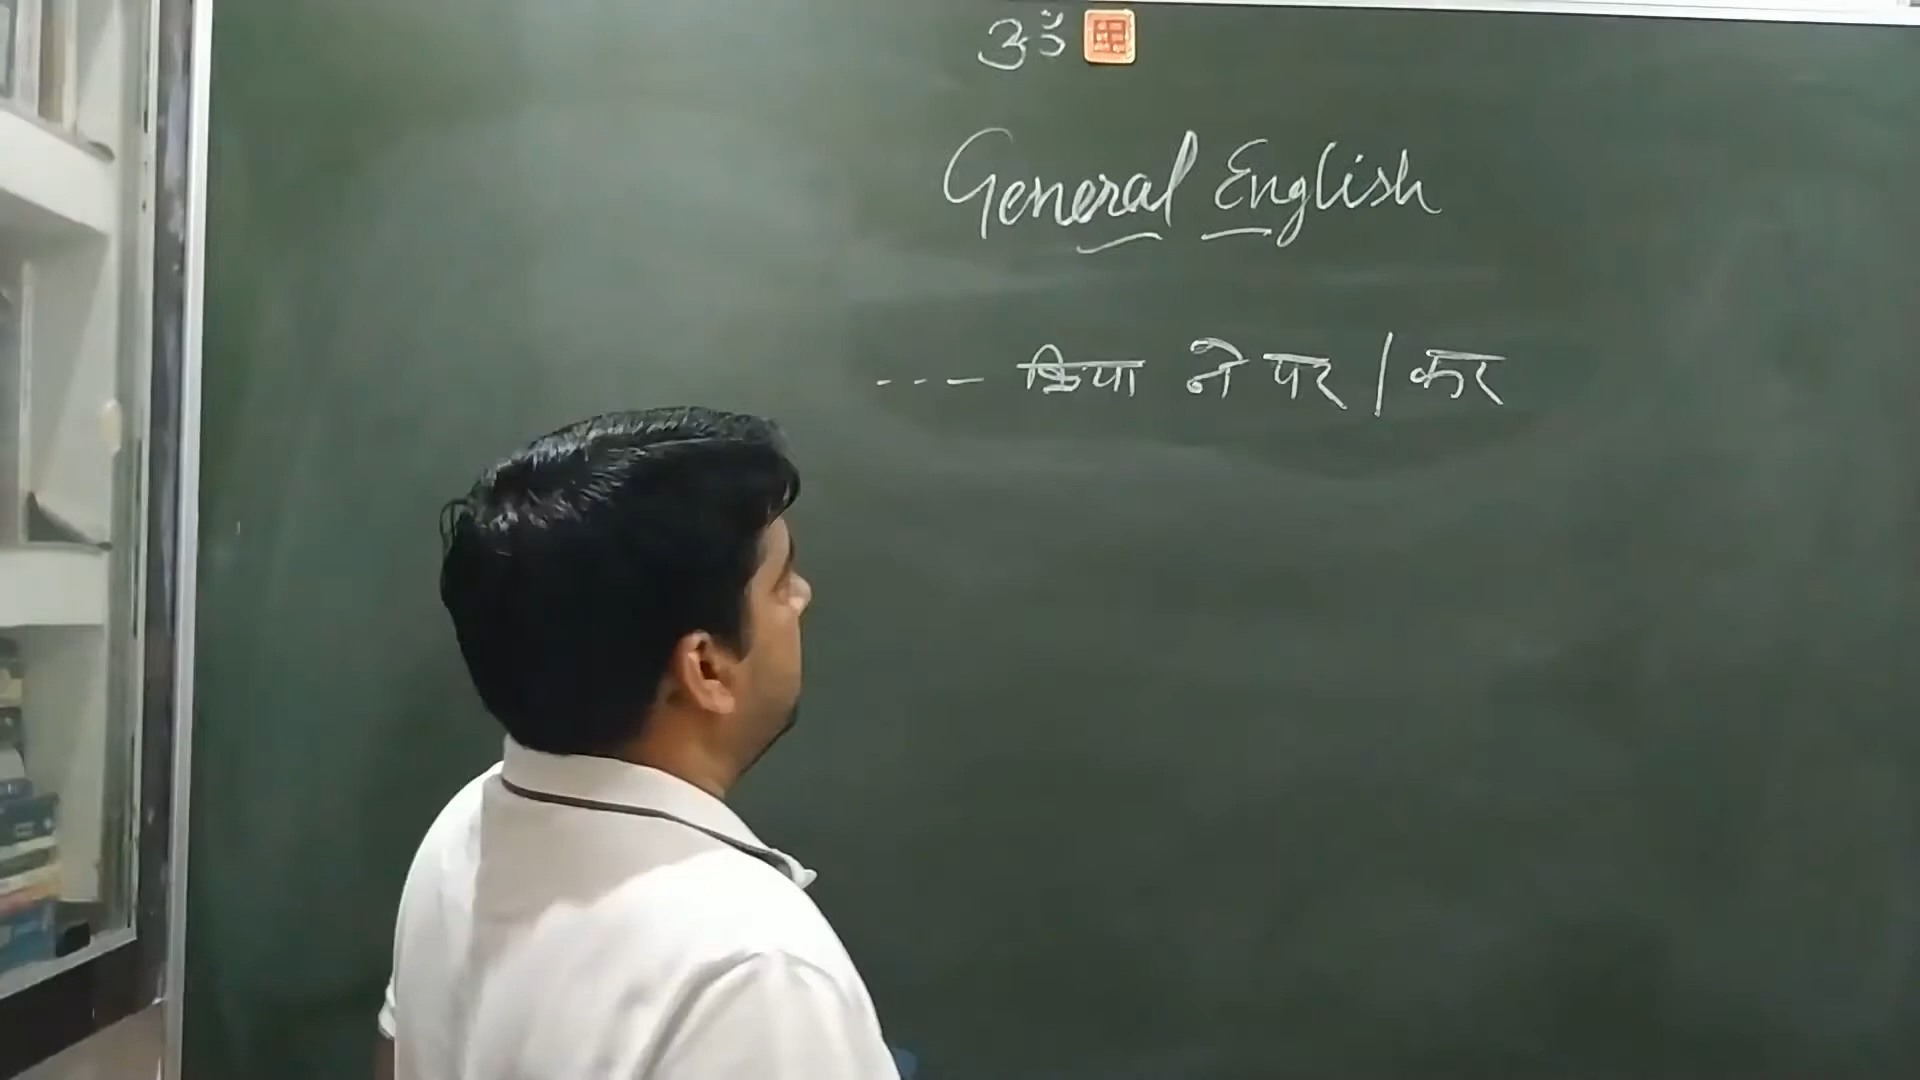 ॐ
General English
--- क्रिया ने पर / कर